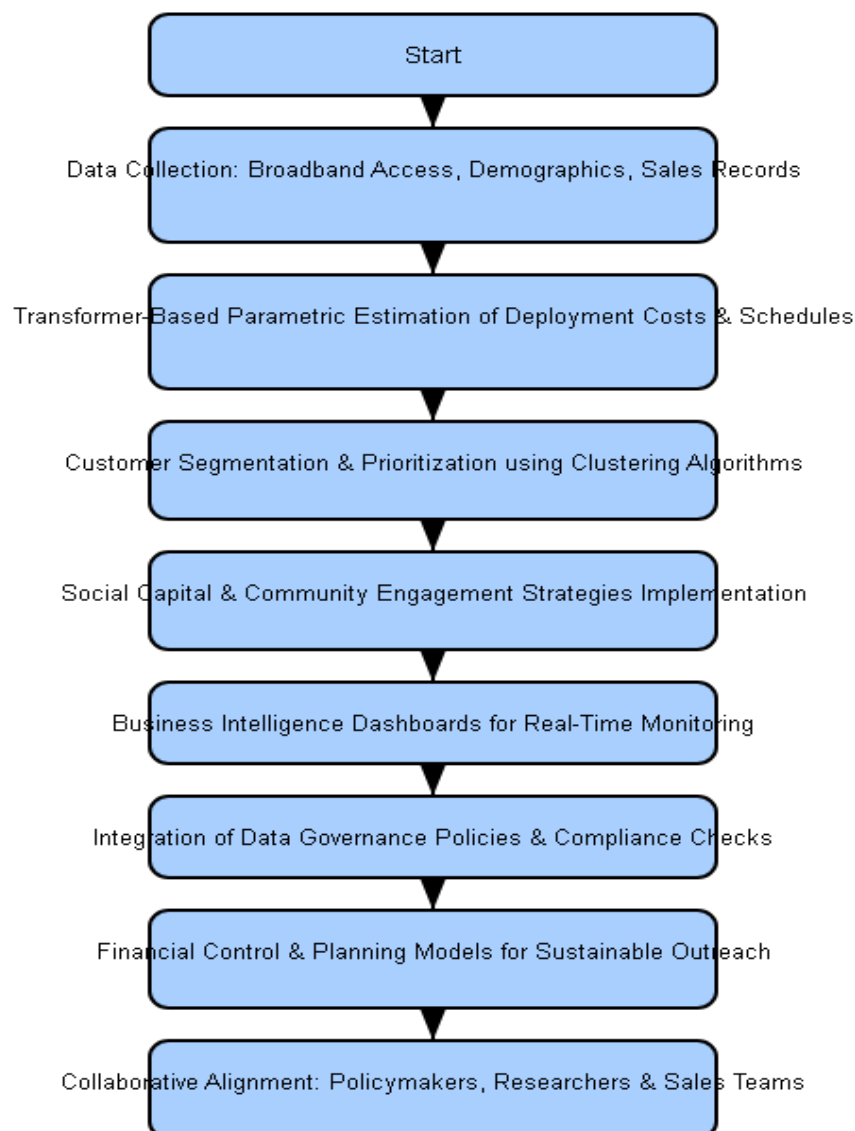 Start
Data Collection: Broadband Access, Demographics, Sales Records
Transformer-Based Parametric Estimation of Deployment Costs & Schedules
Customer Segmentation & Prioritization using Clustering Algorithms
Social Capital & Community Engagement Strategies Implementation
Business Intelligence Dashboards for Real-Time Monitoring
Integration of Data Governance Policies & Compliance Checks
Financial Control & Planning Models for Sustainable Outreach
Collaborative Alignment: Policymakers, Researchers & Sales Teams